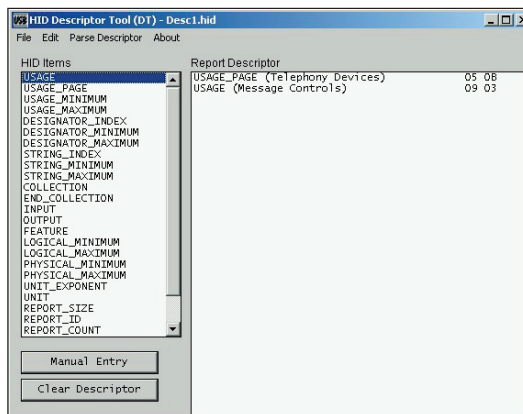 HID Descriptor Tool (DT) - Desc1.hid
File Edit Parse Descriptor About
HID Items
USAGE
USAGE_PAGE
USAGE_MINIMUM
USAGE_MAXIMUM
DESIGNATOR_INDEX
DESIGNATOR_MINIMUM
DESIGNATOR_MAXIMUM
STRING_INDEX
STRING_MINIMUM
STRING_MAXIMUM
COLLECTION
END_COLLECTION
INPUT
OUTPUT
FEATURE
LOGICAL_MINIMUM
LOGICAL_MAXIMUM
PHYSICAL_MINIMUM
PHYSICAL_MAXIMUM
UNIT_EXPONENT
UNIT
REPORT_SIZE
REPORT_ID
REPORT_COUNT
Manual Entry
Clear Descriptor
Report Descriptor
USAGE_PAGE (Telephony Devices) 05 0B
USAGE (Message Controls) 09 03